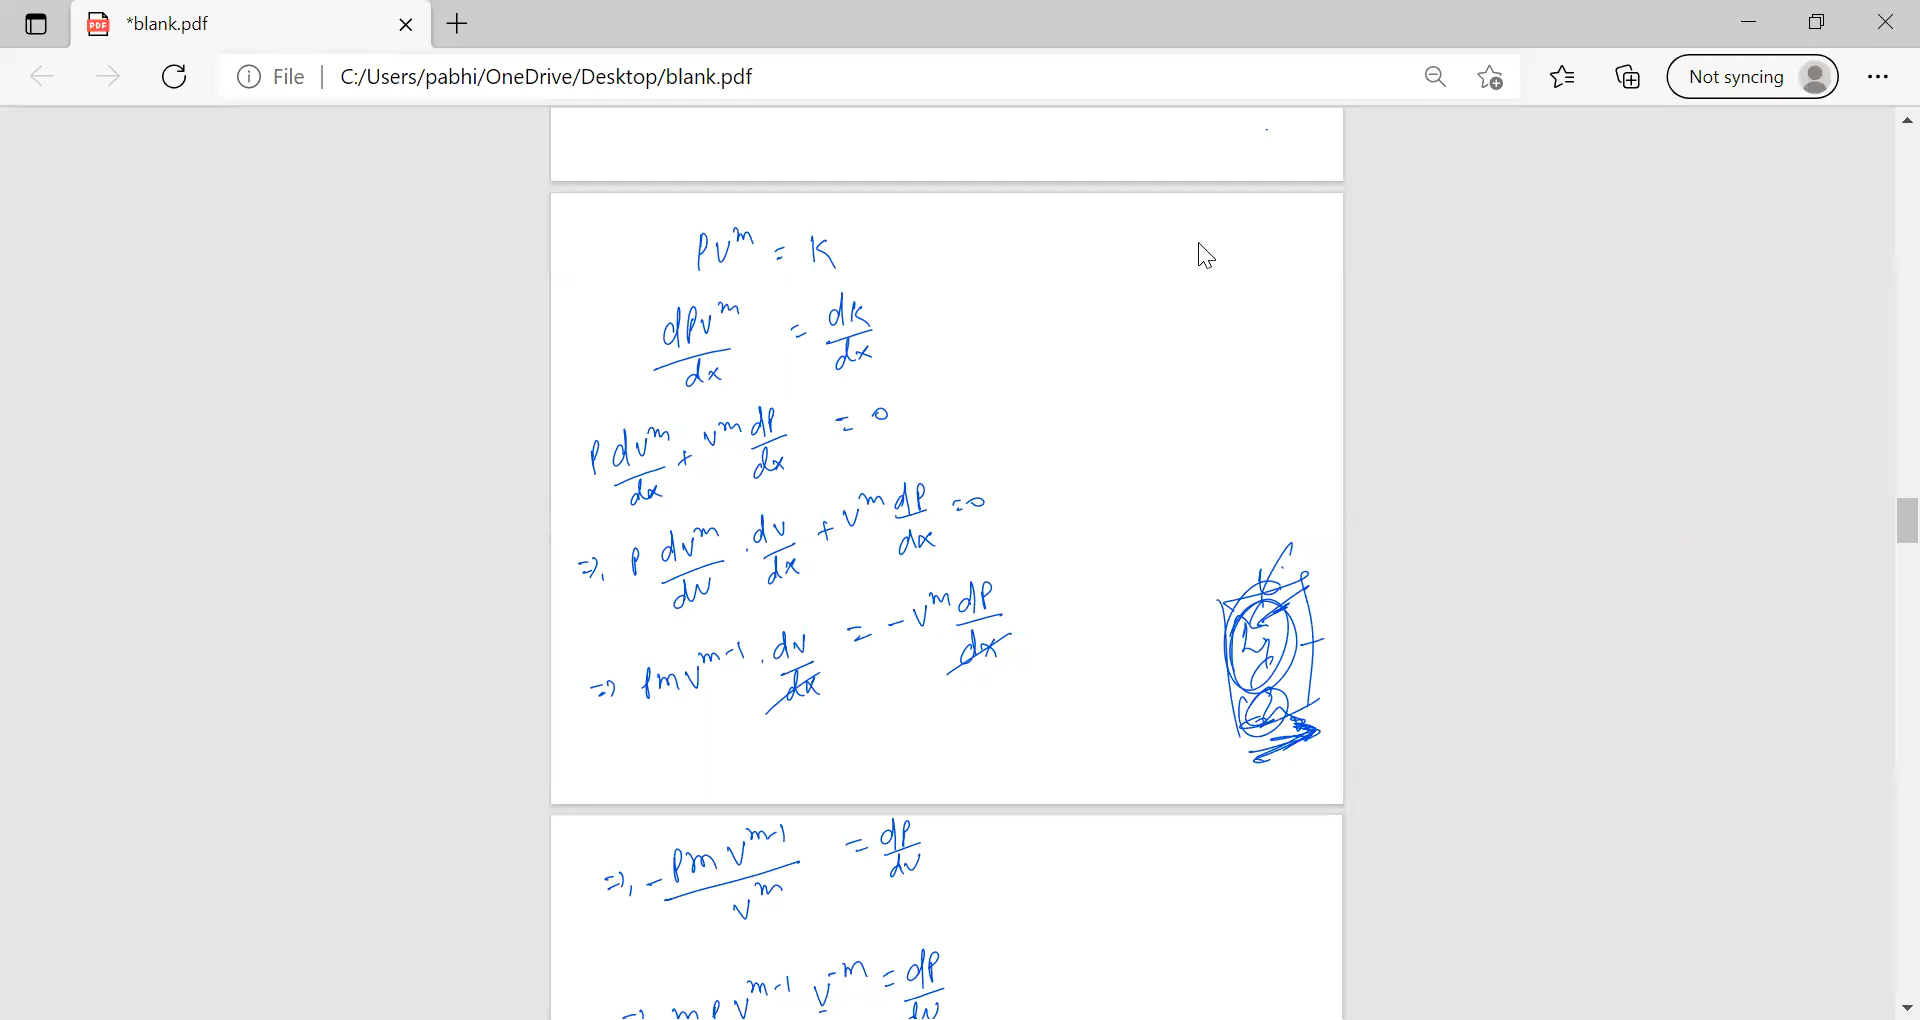 *blank.pdf
File | C:/Users/pabhi/OneDrive/Desktop/blank.pdf
Not syncing
PV^m = K
dPV^m/dx = dK/dx
P dv^m/dx + v^m dP/dx = 0
⇒, P dv^m/dv . dv/dx + v^m dP/dx = 0
⇒ Pmv^m-1 . dv/dx = - v^m dP/dx
⇒, - Pm v^m-1/v^m = dP/dv
⇒ mP v^m-1 v^-m = dP/dv